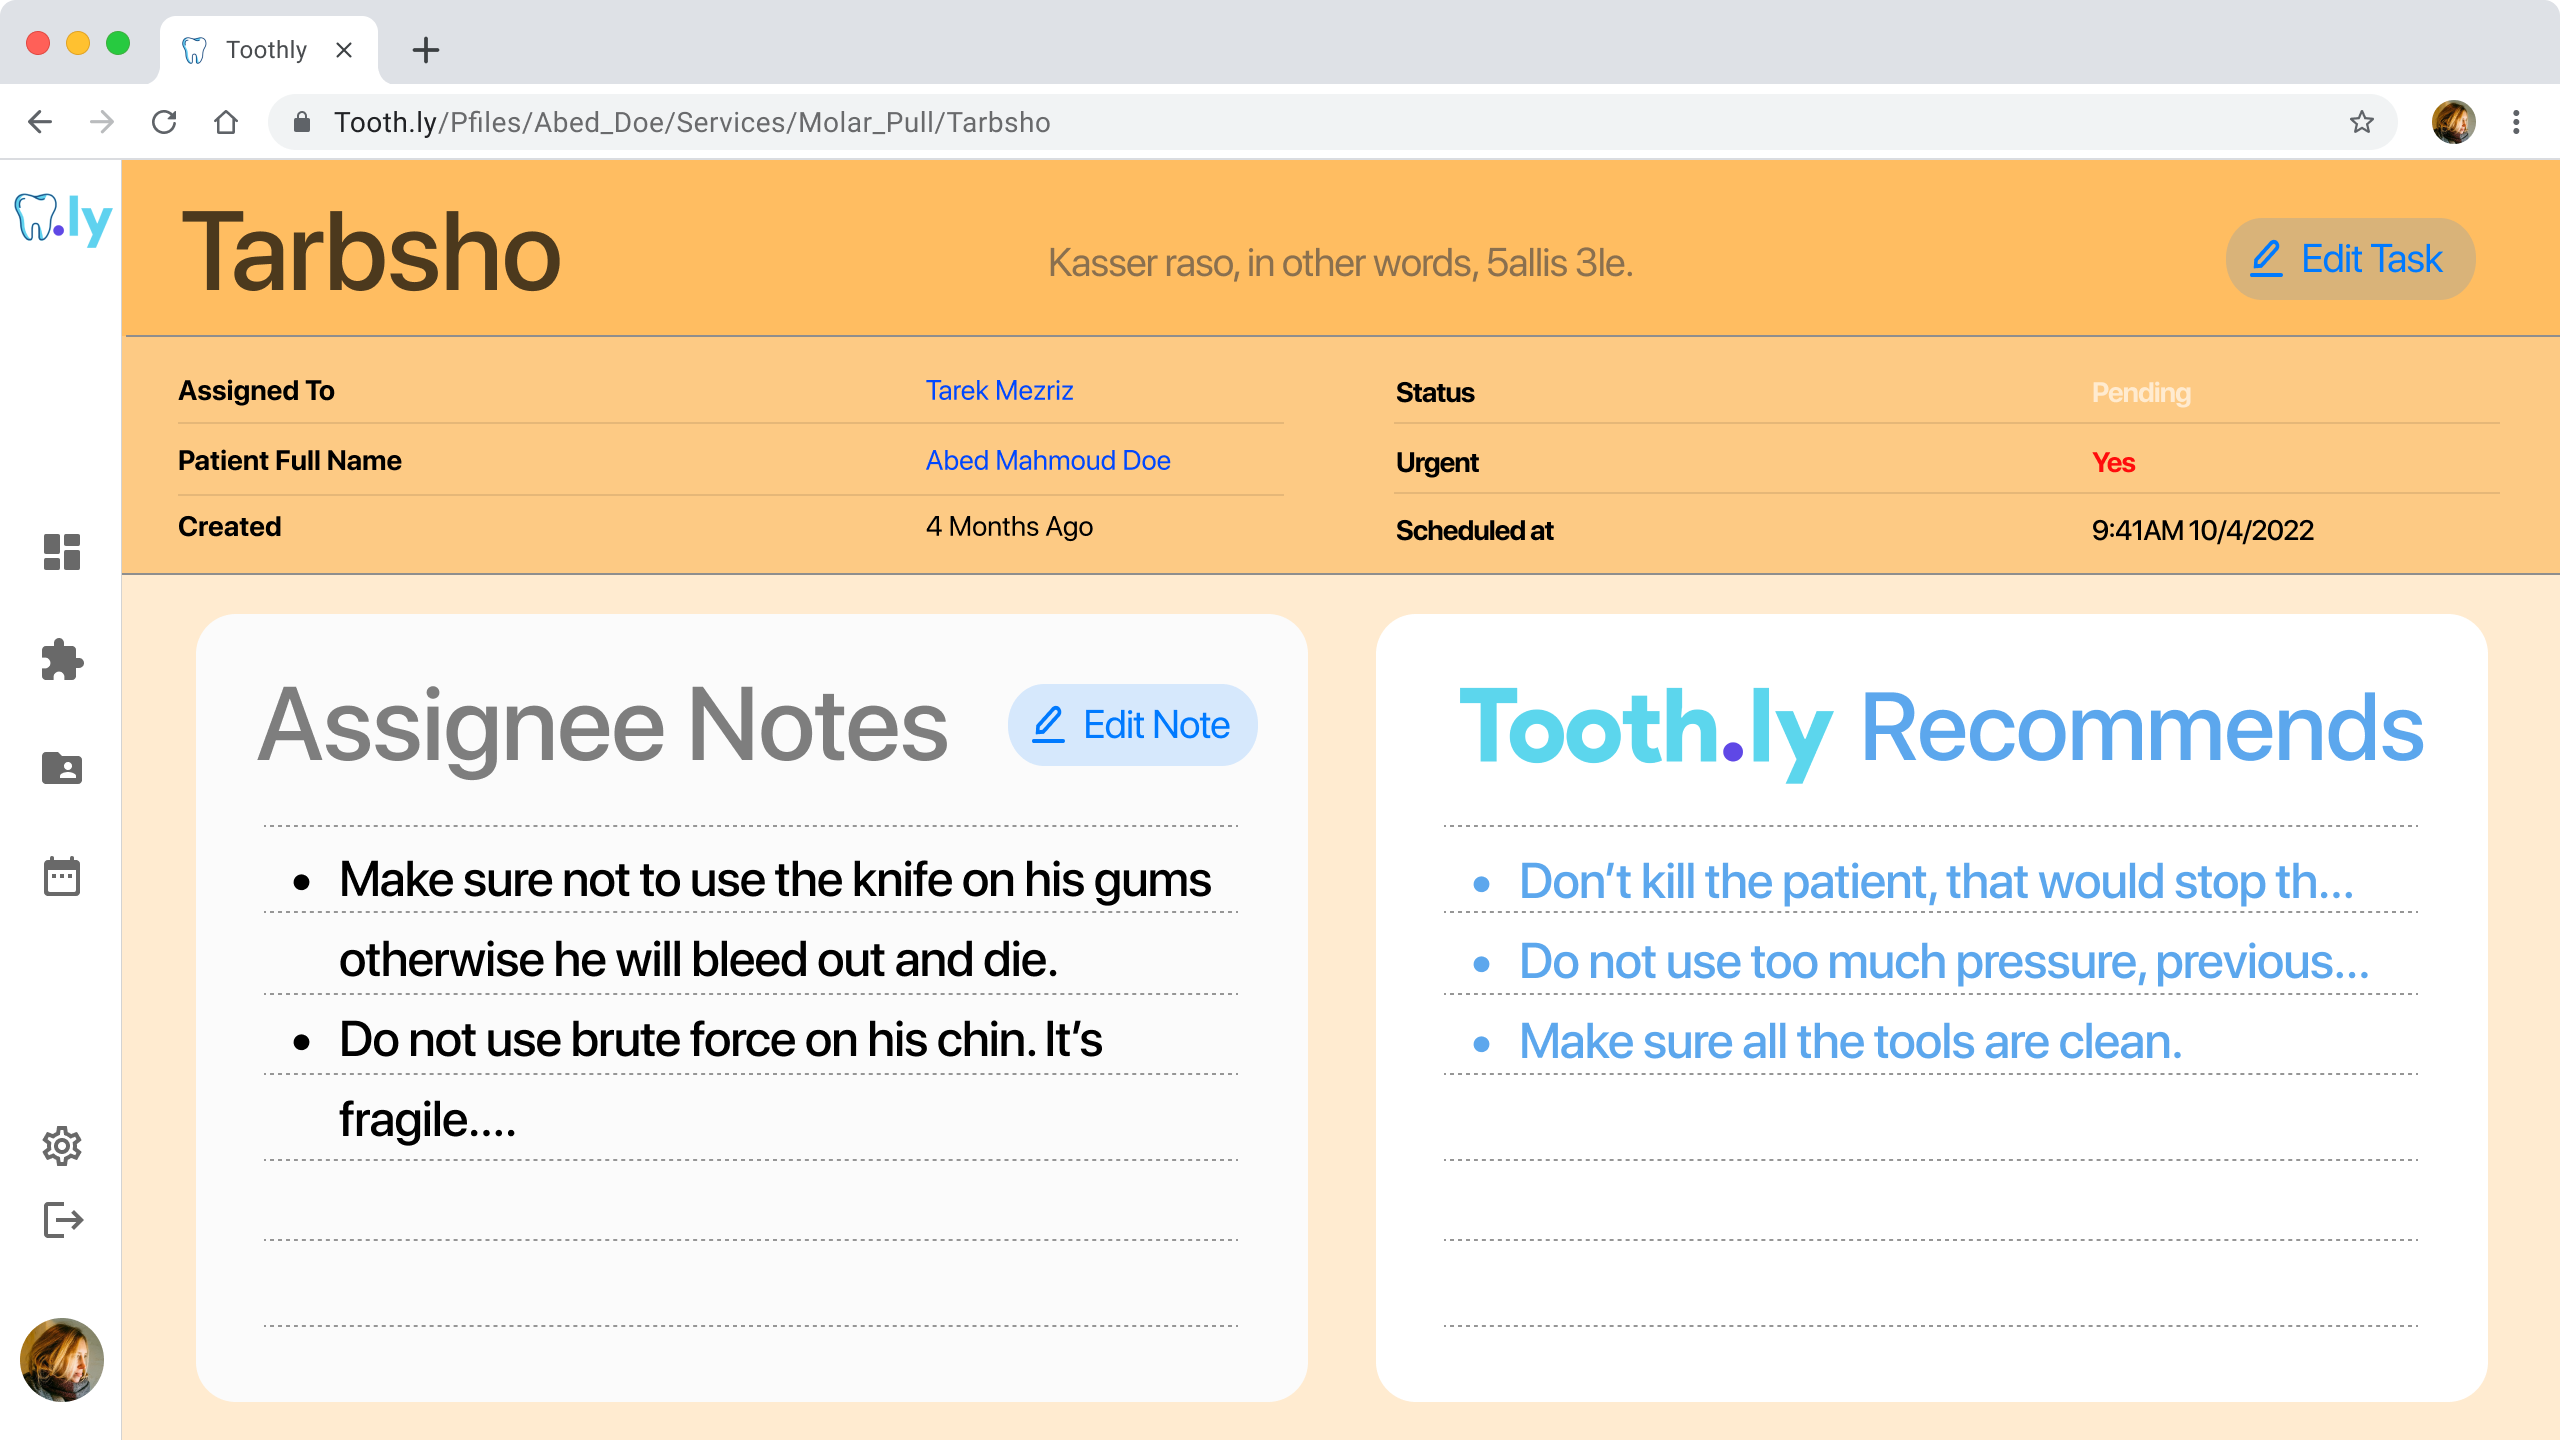 Toothly
Tooth.ly/Pfiles/Abed_Doe/Services/Molar_Pull/Tarbsho
.ly
Tarbsho
Kasser raso, in other words, 5allis 3le.
Edit Task
Assigned To
Tarek Mezriz
Patient Full Name
Abed Mahmoud Doe
Created
4 Months Ago
Status
Pending
Urgent
Yes
Scheduled at
9:41AM 10/4/2022
Assignee Notes
Edit Note
• Make sure not to use the knife on his gums
otherwise he will bleed out and die.
• Do not use brute force on his chin. It’s
fragile....
Tooth.ly Recommends
• Don’t kill the patient, that would stop th...
• Do not use too much pressure, previous...
• Make sure all the tools are clean.